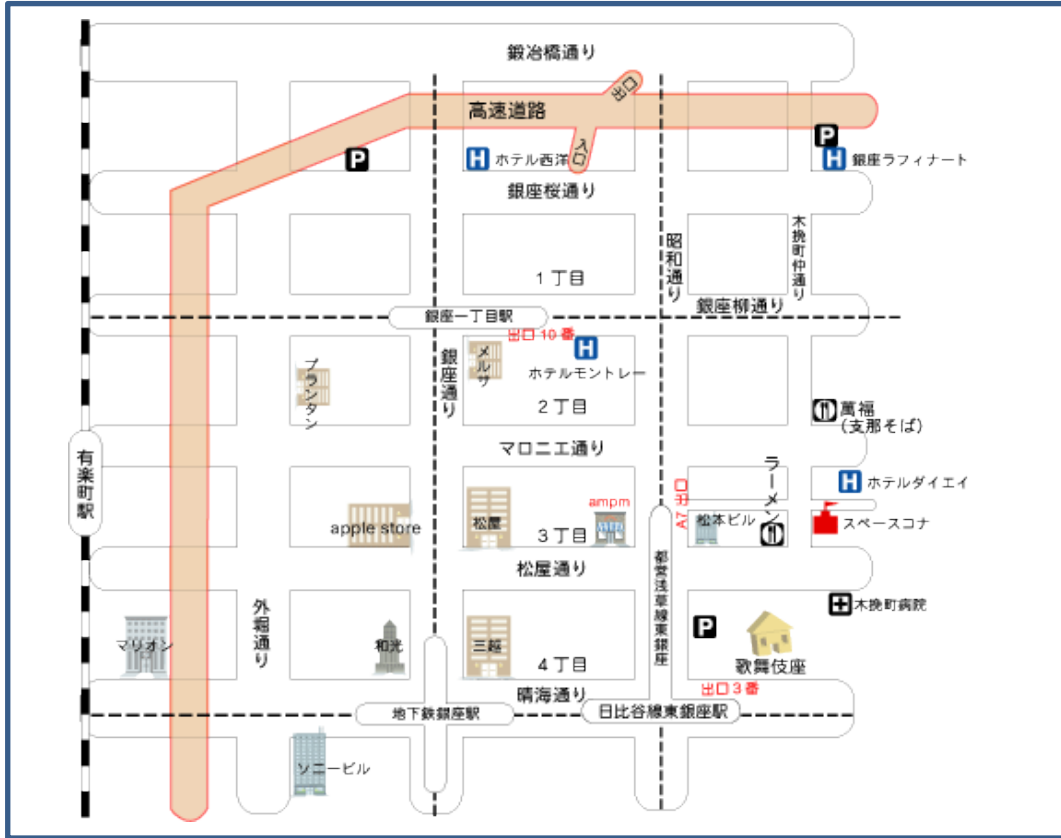 鍛冶橋通り
出口
高速道路
入口
P
P
H ホテル西洋
H 銀座ラフィナート
銀座桜通り
木挽町仲通り
昭和通り
1 丁目
銀座柳通り
銀座一丁目駅
出口 10 番
銀座通り
メルサ
H
ホテルモントレー
プランタン
2 丁目
萬福
(支那そば)
マロニエ通り
有楽町駅
ラーメン
H ホテルダイエイ
A7 出口
ampm
apple store
松屋
3 丁目
松本ビル
スペースコナ
松屋通り
都営浅草線東銀座
木挽町病院
外堀通り
マリオン
和光
三越
4 丁目
P
歌舞伎座
晴海通り
出口 3 番
地下鉄銀座駅
日比谷線東銀座駅
ソニービル